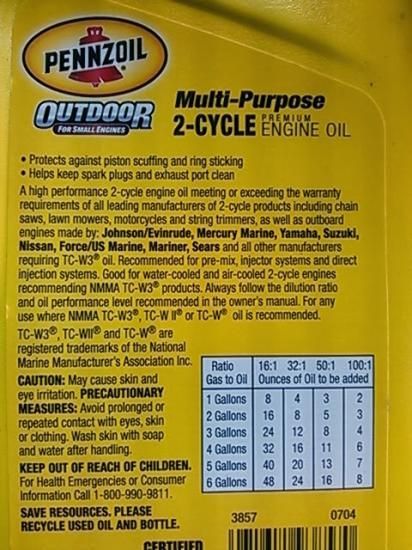 PENNZOIL
OUTDOOR
FOR SMALL ENGINES
Multi-Purpose
2-CYCLE PREMIUM ENGINE OIL
• Protects against piston scuffing and ring sticking
• Helps keep spark plugs and exhaust port clean
A high performance 2-cycle engine oil meeting or exceeding the warranty
requirements of all leading manufacturers of 2-cycle products including chain
saws, lawn mowers, motorcycles and string trimmers, as well as outboard
engines made by: Johnson/Evinrude, Mercury Marine, Yamaha, Suzuki,
Nissan, Force/US Marine, Mariner, Sears and all other manufacturers
requiring TC-W3® oil. Recommended for pre-mix, injector systems and direct
injection systems. Good for water-cooled and air-cooled 2-cycle engines
recommending NMMA TC-W3® products. Always follow the dilution ratio
and oil performance level recommended in the owner's manual. For any
use where NMMA TC-W3®, TC-W II® or TC-W® oil is recommended.
TC-W3®, TC-WII® and TC-W® are
registered trademarks of the National
Marine Manufacturer's Association Inc.
CAUTION: May cause skin and
eye irritation. PRECAUTIONARY
MEASURES: Avoid prolonged or
repeated contact with eyes, skin
or clothing. Wash skin with soap
and water after handling.
KEEP OUT OF REACH OF CHILDREN.
For Health Emergencies or Consumer
Information Call 1-800-990-9811.
SAVE RESOURCES. PLEASE
RECYCLE USED OIL AND BOTTLE.
CERTIFIED
Ratio 16:1 32:1 50:1 100:1
Gas to Oil Ounces of Oil to be added
1 Gallons 8 4 3 2
2 Gallons 16 8 5 3
3 Gallons 24 12 8 4
4 Gallons 32 16 11 6
5 Gallons 40 20 13 7
6 Gallons 48 24 16 8
3857 0704